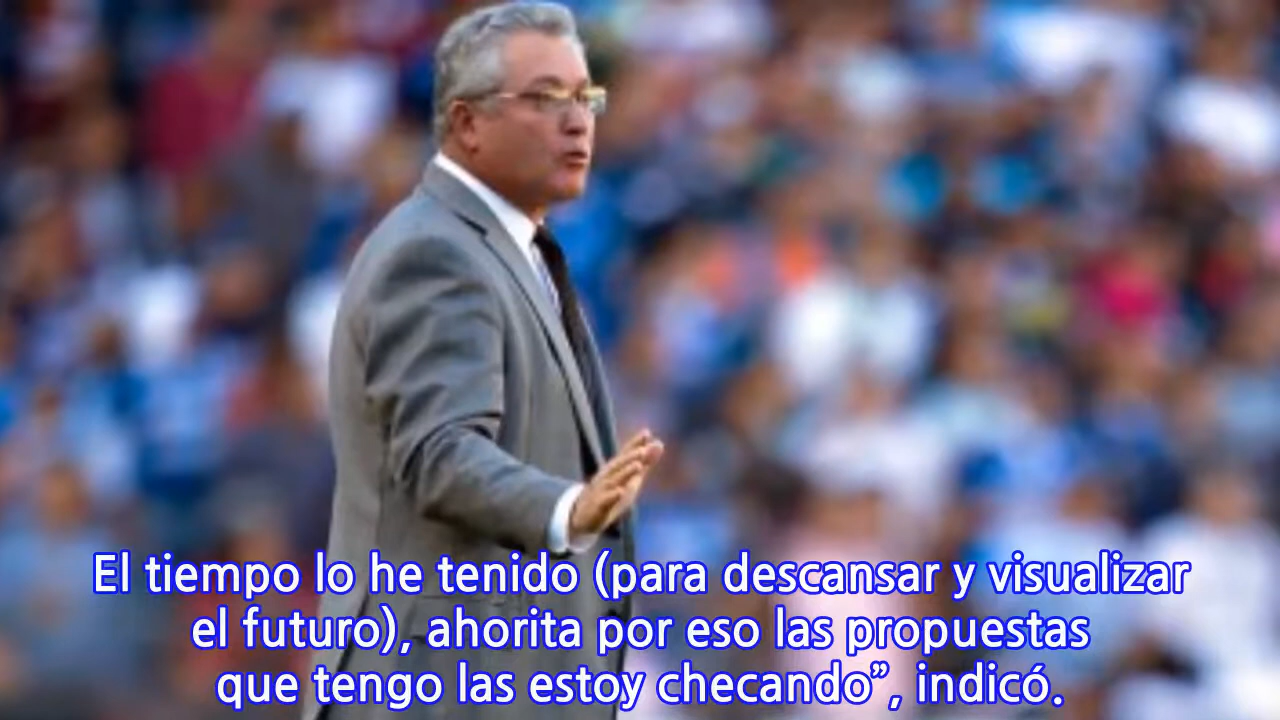 El tiempo lo he tenido (para descansar y visualizar
el futuro), ahorita por eso las propuestas
que tengo las estoy checando”, indicó.